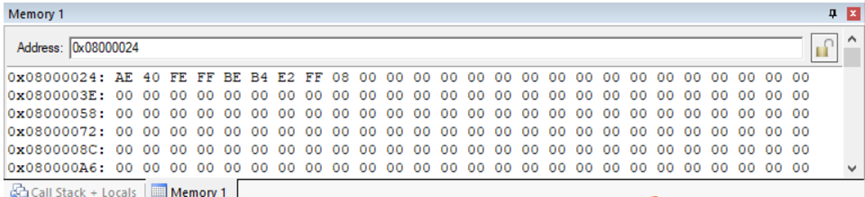 Memory 1
Address: 0x08000024
0x08000024: AE 40 FE FF BE B4 E2 FF 08 00 00 00 00 00 00 00 00 00 00 00 00 00 00 00 00 00
0x0800003E: 00 00 00 00 00 00 00 00 00 00 00 00 00 00 00 00 00 00 00 00 00 00 00 00 00 00
0x08000058: 00 00 00 00 00 00 00 00 00 00 00 00 00 00 00 00 00 00 00 00 00 00 00 00 00 00
0x08000072: 00 00 00 00 00 00 00 00 00 00 00 00 00 00 00 00 00 00 00 00 00 00 00 00 00 00
0x0800008C: 00 00 00 00 00 00 00 00 00 00 00 00 00 00 00 00 00 00 00 00 00 00 00 00 00 00
0x080000A6: 00 00 00 00 00 00 00 00 00 00 00 00 00 00 00 00 00 00 00 00 00 00 00 00 00 00
Call Stack + Locals Memory 1